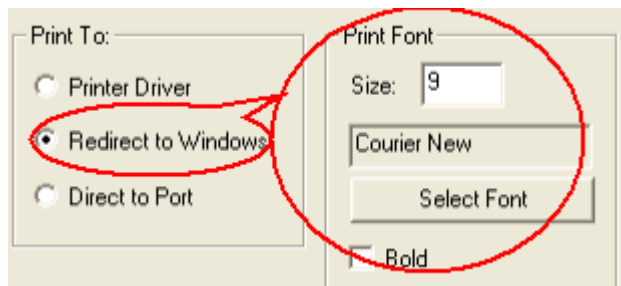 Print To:
Printer Driver
Redirect to Windows
Direct to Port
Print Font
Size: 9
Courier New
Select Font
Bold